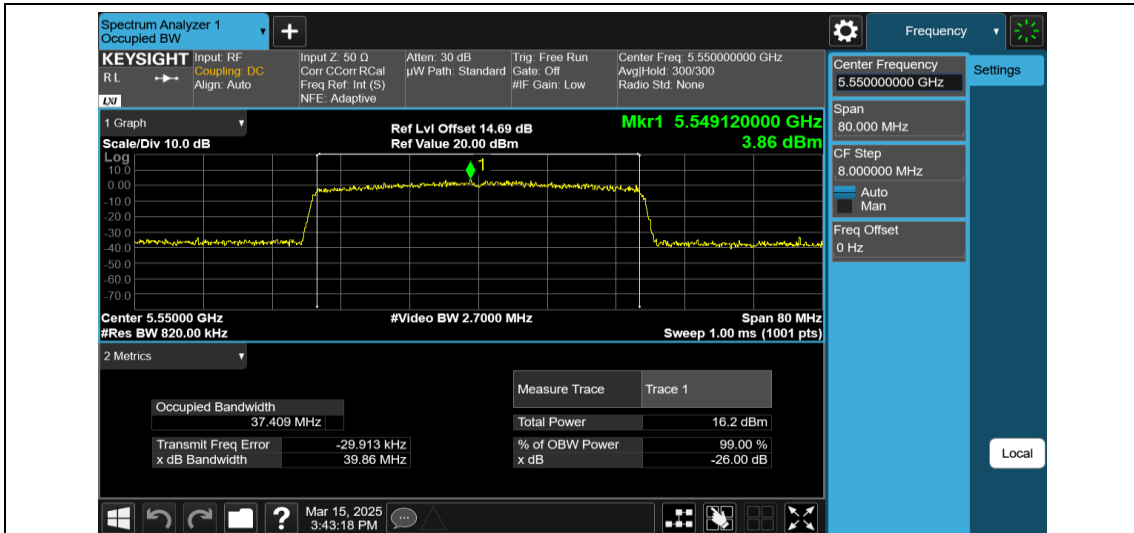 Spectrum Analyzer 1
Occupied BW
Frequency
KEYSIGHT
R L
LXI
Input: RF
Coupling: DC
Align: Auto
Input Z: 50 Ω
Corr CCorr RCal
Freq Ref: Int (S)
NFE: Adaptive
Atten: 30 dB
µW Path: Standard
Trig: Free Run
Gate: Off
#IF Gain: Low
Center Freq: 5.550000000 GHz
Avg|Hold: 300/300
Radio Std: None
Center Frequency
5.550000000 GHz
Settings
Span
80.000 MHz
CF Step
8.000000 MHz
Auto
Man
Freq Offset
0 Hz
1 Graph
Scale/Div 10.0 dB
Ref Lvl Offset 14.69 dB
Ref Value 20.00 dBm
Mkr1 5.549120000 GHz
3.86 dBm
Log
1
10.0
0.00
-10.0
-20.0
-30.0
-40.0
-50.0
-60.0
-70.0
Center 5.55000 GHz
#Video BW 2.7000 MHz
Span 80 MHz
#Res BW 820.00 kHz
Sweep 1.00 ms (1001 pts)
2 Metrics
Measure Trace Trace 1
Occupied Bandwidth
37.409 MHz
Total Power 16.2 dBm
Transmit Freq Error -29.913 kHz
% of OBW Power 99.00 %
x dB Bandwidth 39.86 MHz
x dB -26.00 dB
Local
Mar 15, 2025
3:43:18 PM